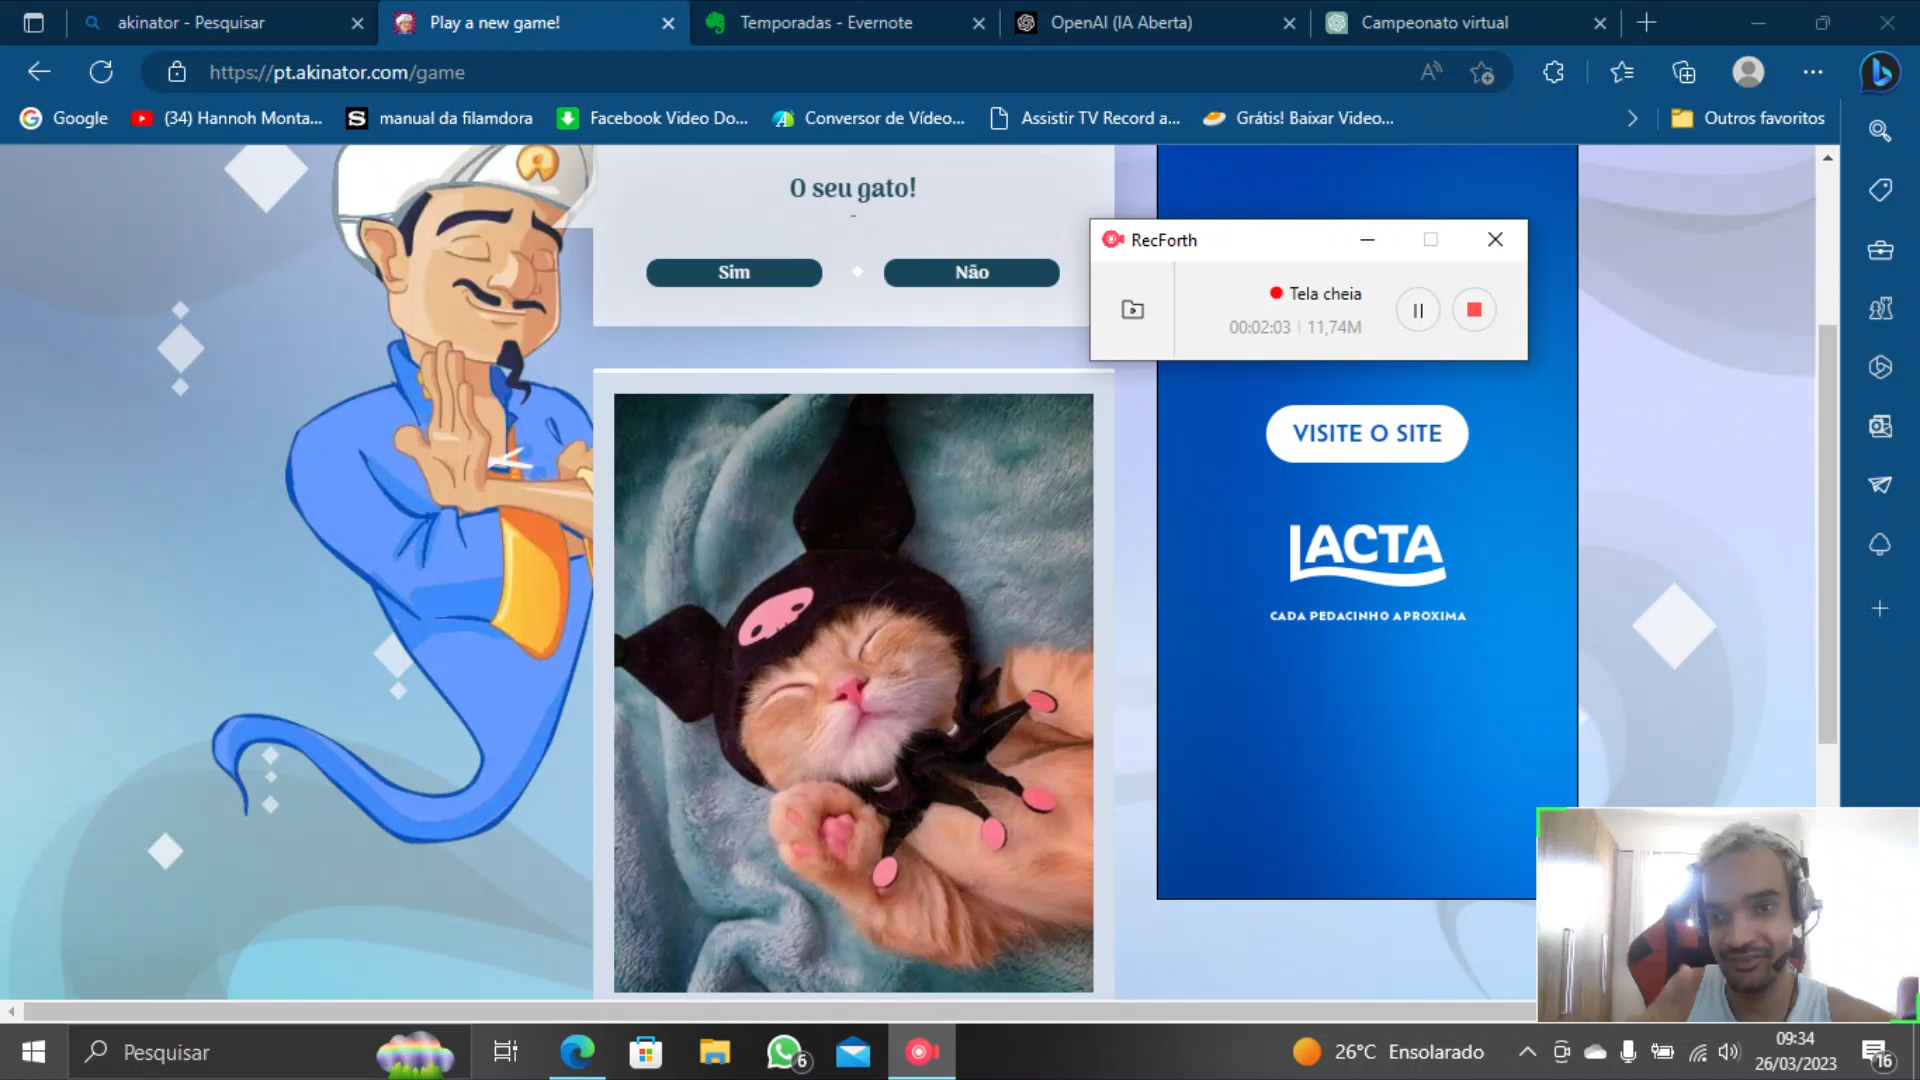 akinator - Pesquisar
Play a new game!
Temporadas - Evernote
OpenAI (IA Aberta)
Campeonato virtual
https://pt.akinator.com/game
Google
(34) Hannoh Monta...
manual da filamdora
Facebook Video Do...
Conversor de Vídeo...
Assistir TV Record a...
Grátis! Baixar Video...
Outros favoritos
O seu gato!
-
Sim
Não
RecForth
Tela cheia
00:02:03 | 11,74M
VISITE O SITE
LACTA
CADA PEDACINHO APROXIMA
Pesquisar
6
26°C Ensolarado
09:34
26/03/2023
16